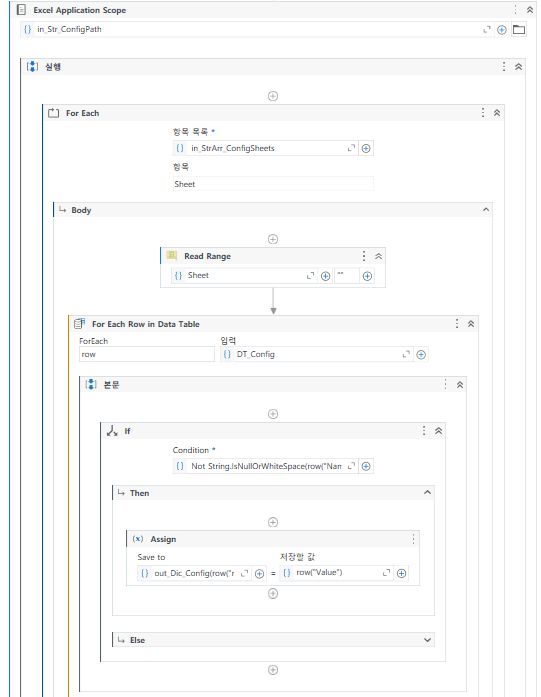 Excel Application Scope
in_Str_ConfigPath
실행
For Each
항목 목록 *
in_StrArr_ConfigSheets
항목
Sheet
Body
Read Range
Sheet
""
For Each Row in Data Table
ForEach
입력
row
DT_Config
본문
If
Condition *
Not String.IsNullOrWhiteSpace(row("Nam
Then
(x) Assign
Save to
저장할 값
out_Dic_Config(row("r
=
row("Value")
Else